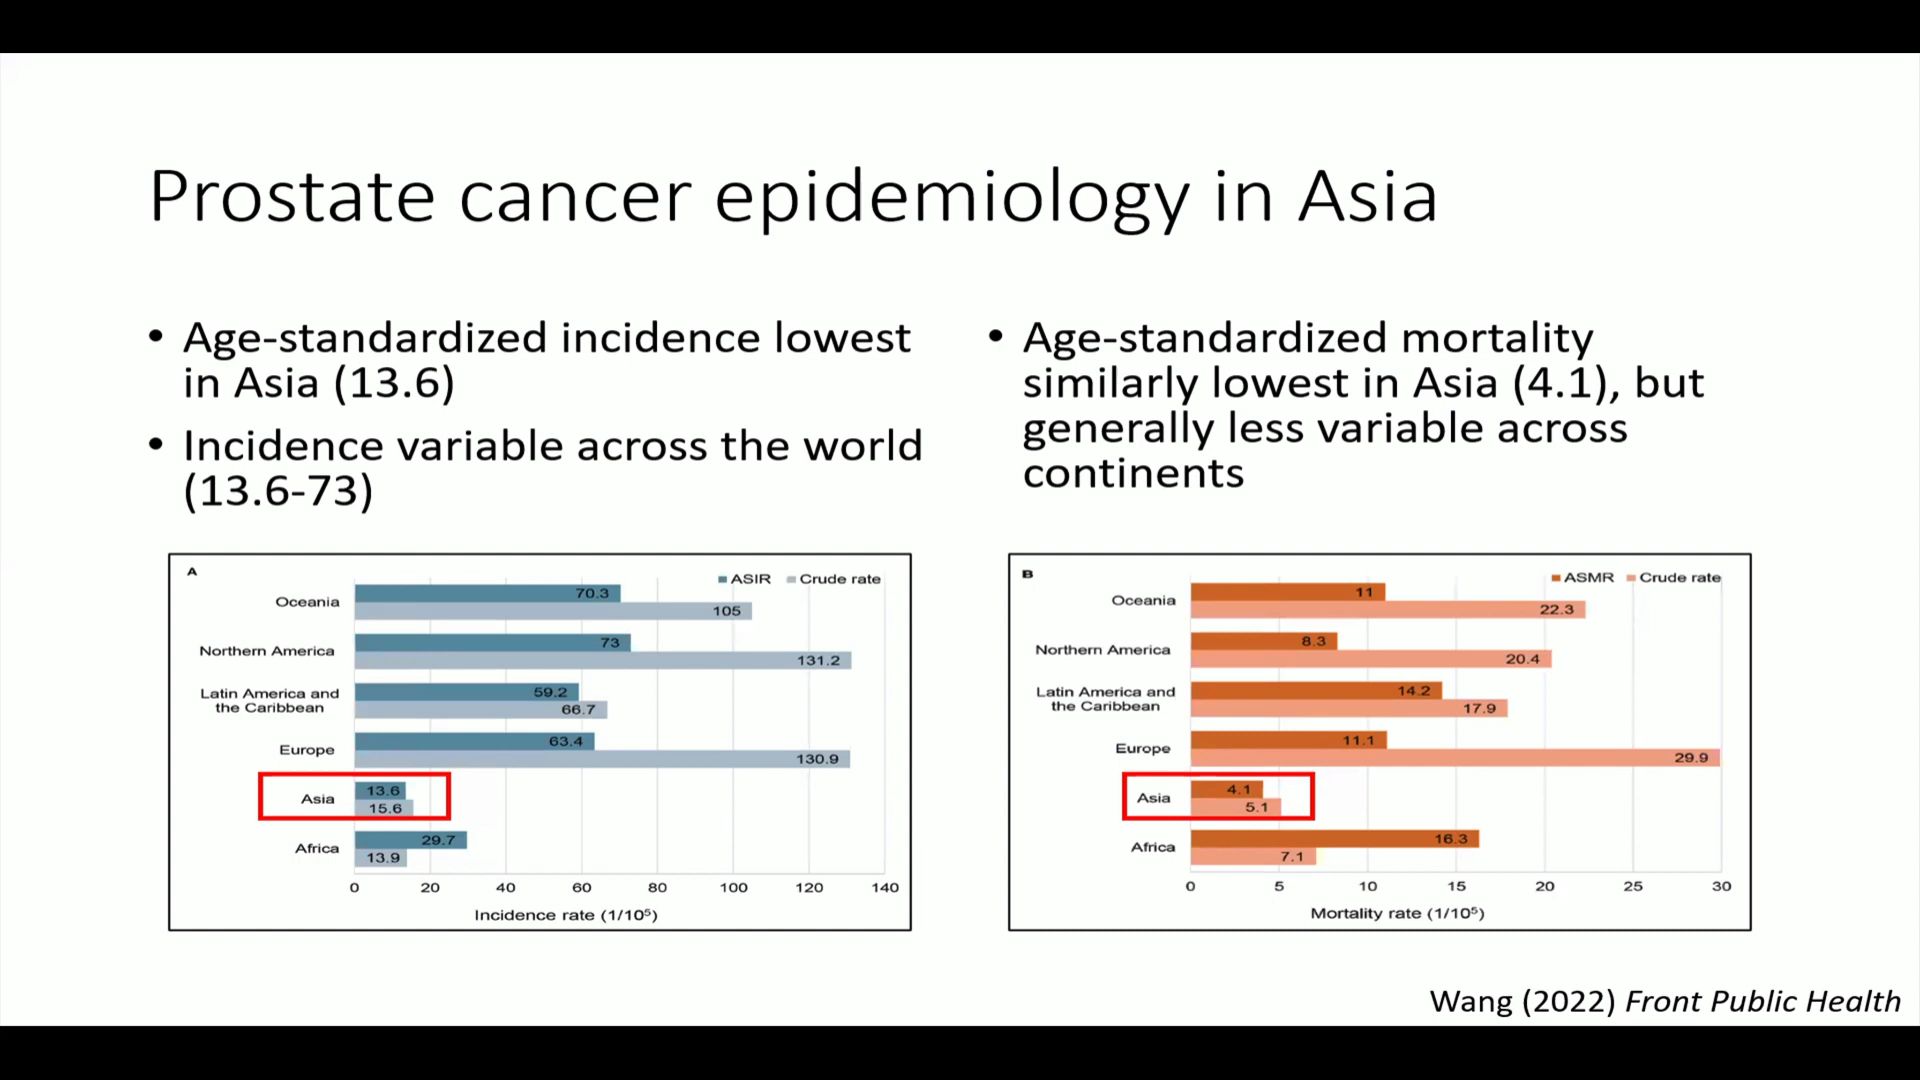 Prostate cancer epidemiology in Asia
• Age-standardized incidence lowest
in Asia (13.6)
• Incidence variable across the world
(13.6-73)
• Age-standardized mortality
similarly lowest in Asia (4.1), but
generally less variable across
continents
A
ASIR Crude rate
Oceania
70.3
105
Northern America
73
131.2
Latin America and
the Caribbean
59.2
66.7
Europe
63.4
130.9
Asia
13.6
15.6
Africa
29.7
13.9
0 20 40 60 80 100 120 140
Incidence rate (1/10⁵)
B
ASMR Crude rate
Oceania
11
22.3
Northern America
8.3
20.4
Latin America and
the Caribbean
14.2
17.9
Europe
11.1
29.9
Asia
4.1
5.1
Africa
16.3
7.1
0 5 10 15 20 25 30
Mortality rate (1/10⁵)
Wang (2022) Front Public Health